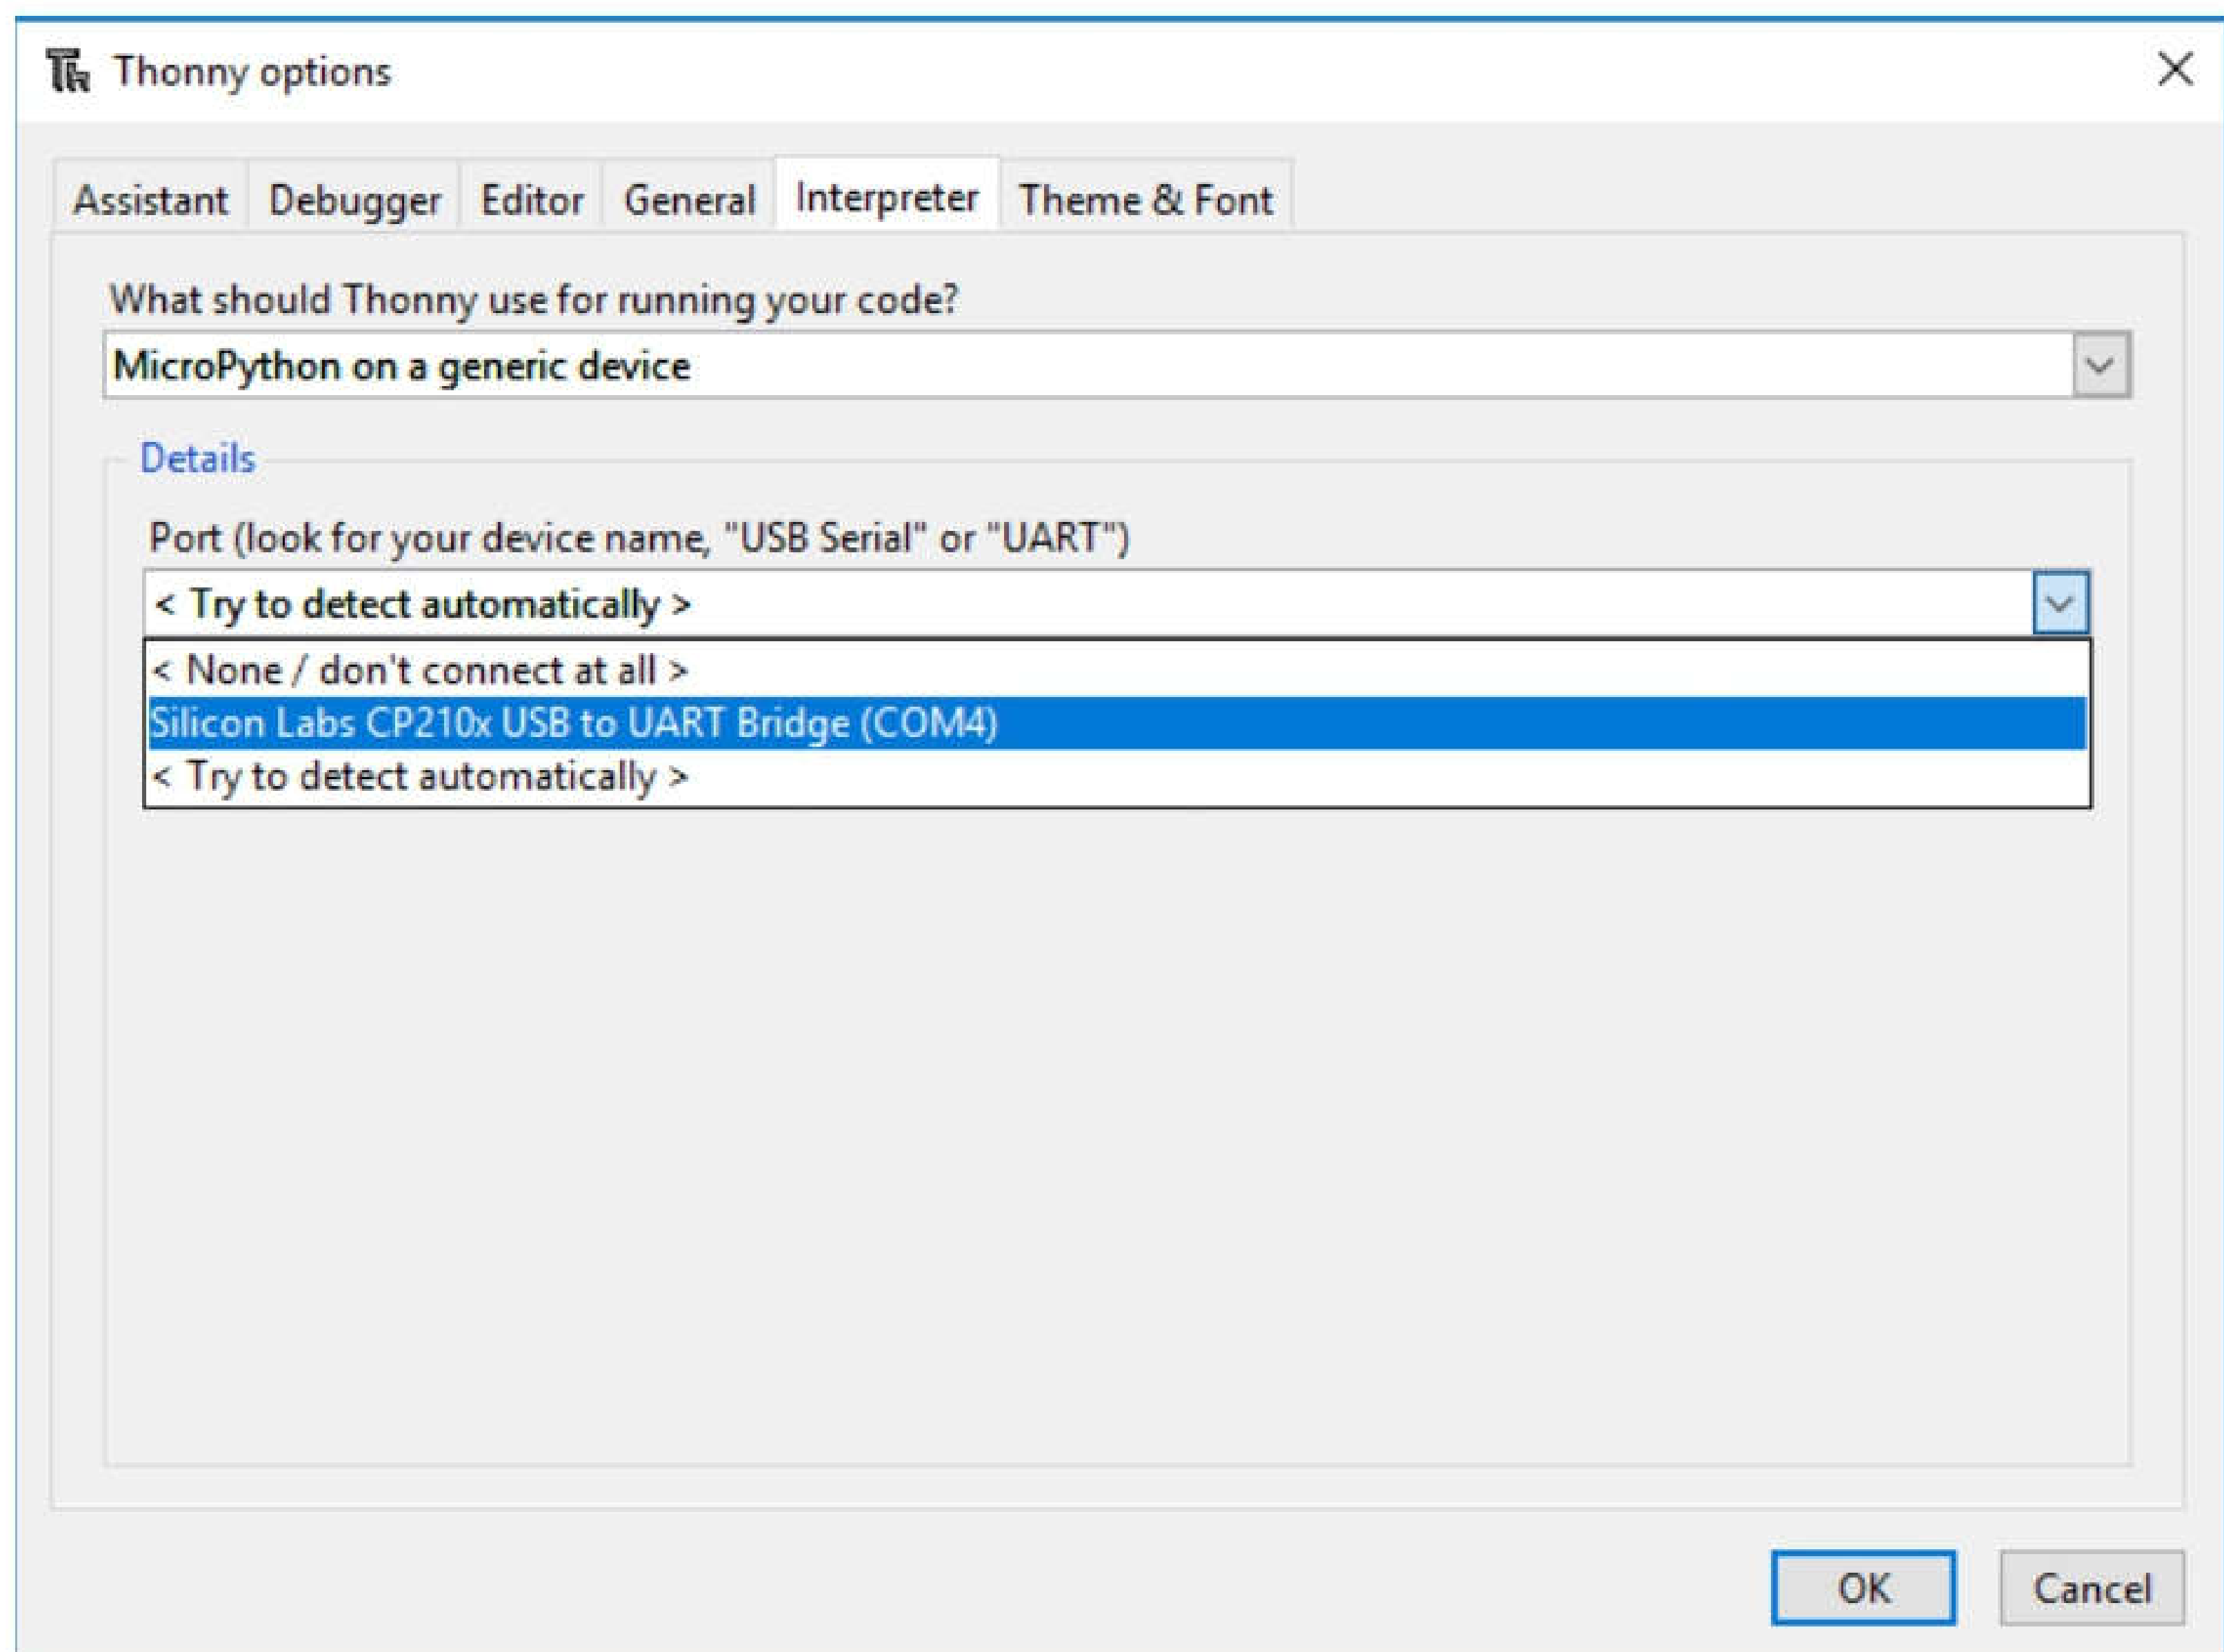 Thonny options
Assistant Debugger Editor General Interpreter Theme & Font
What should Thonny use for running your code?
MicroPython on a generic device
Details
Port (look for your device name, "USB Serial" or "UART")
< Try to detect automatically >
< None / don't connect at all >
Silicon Labs CP210x USB to UART Bridge (COM4)
< Try to detect automatically >
OK Cancel